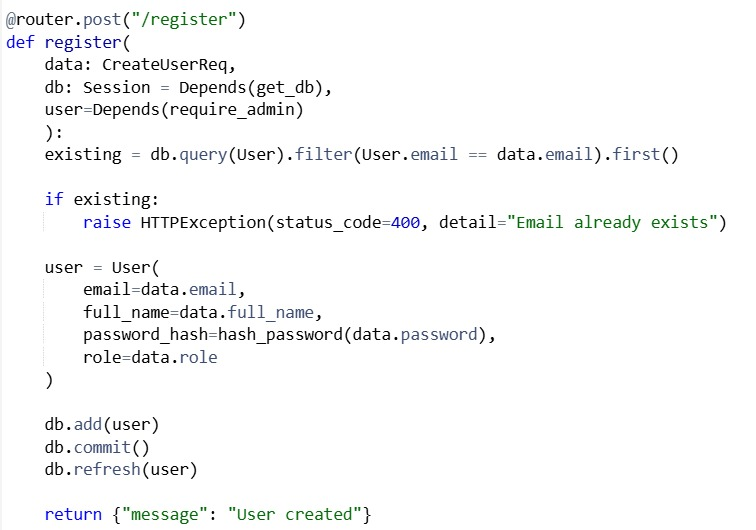 @router.post("/register")
def register(
    data: CreateUserReq,
    db: Session = Depends(get_db),
    user=Depends(require_admin)
    ):
    existing = db.query(User).filter(User.email == data.email).first()

    if existing:
        raise HTTPException(status_code=400, detail="Email already exists")

    user = User(
        email=data.email,
        full_name=data.full_name,
        password_hash=hash_password(data.password),
        role=data.role
    )

    db.add(user)
    db.commit()
    db.refresh(user)

    return {"message": "User created"}